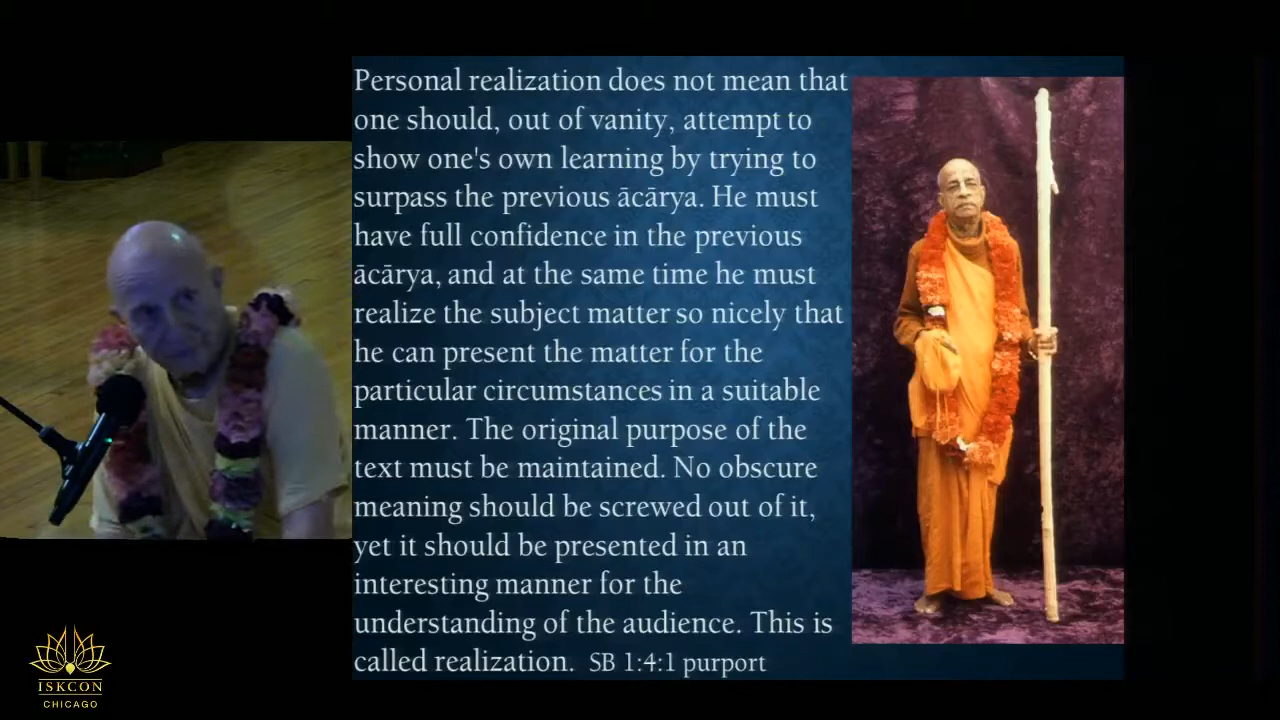 Personal realization does not mean that
one should, out of vanity, attempt to
show one's own learning by trying to
surpass the previous ācārya. He must
have full confidence in the previous
ācārya, and at the same time he must
realize the subject matter so nicely that
he can present the matter for the
particular circumstances in a suitable
manner. The original purpose of the
text must be maintained. No obscure
meaning should be screwed out of it,
yet it should be presented in an
interesting manner for the
understanding of the audience. This is
called realization. SB 1:4:1 purport
ISKCON
CHICAGO